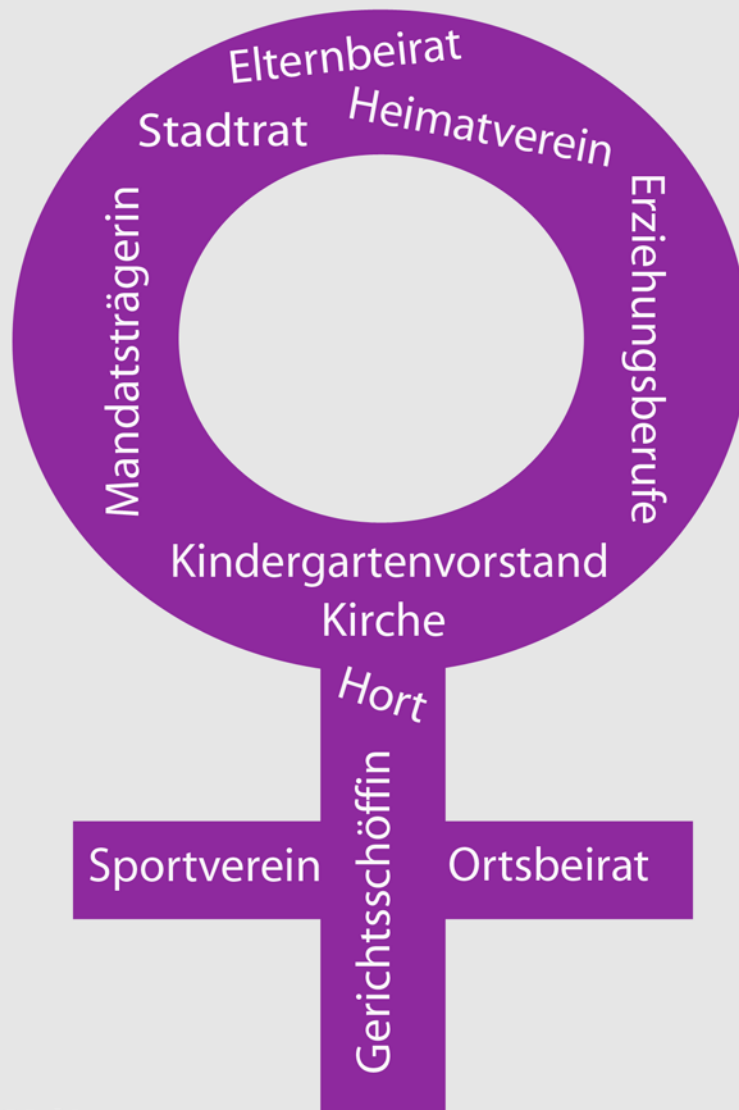 Elternbeirat
Stadtrat
Heimatverein
Mandatsträgerin
Erziehungsberufe
Kindergartenvorstand
Kirche
Hort
Gerichtsschöffin
Sportverein
Ortsbeirat